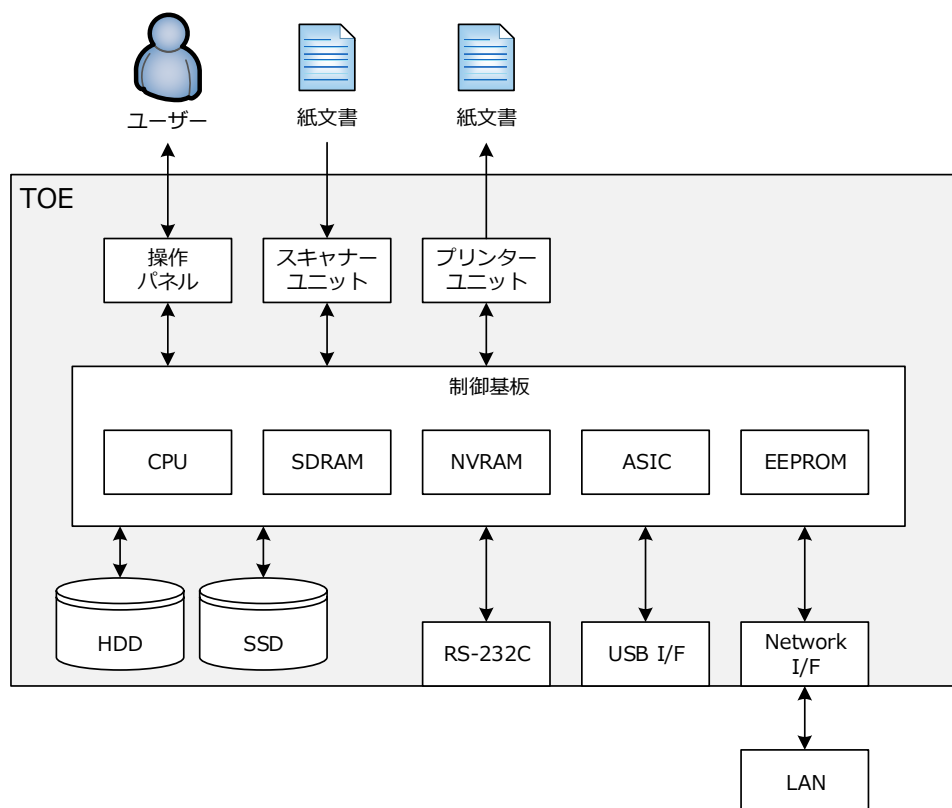 ユーザー
紙文書
紙文書
TOE
操作
パネル
スキャナー
ユニット
プリンター
ユニット
制御基板
CPU
SDRAM
NVRAM
ASIC
EEPROM
HDD
SSD
RS-232C
USB I/F
Network
I/F
LAN